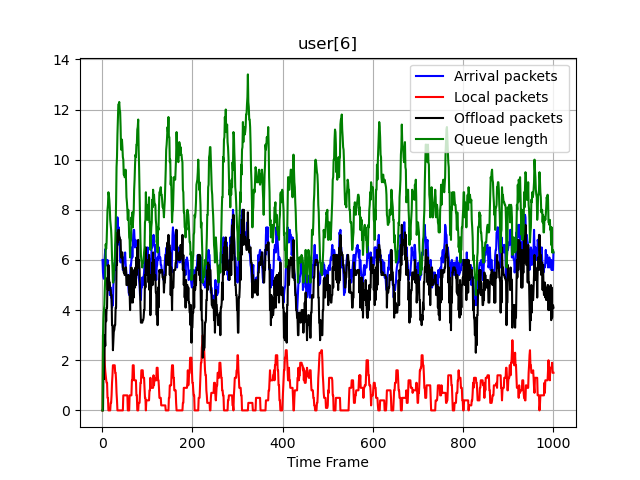 user[6]
14
12
10
8
6
4
2
0
Arrival packets
Local packets
Offload packets
Queue length
0 200 400 600 800 1000
Time Frame